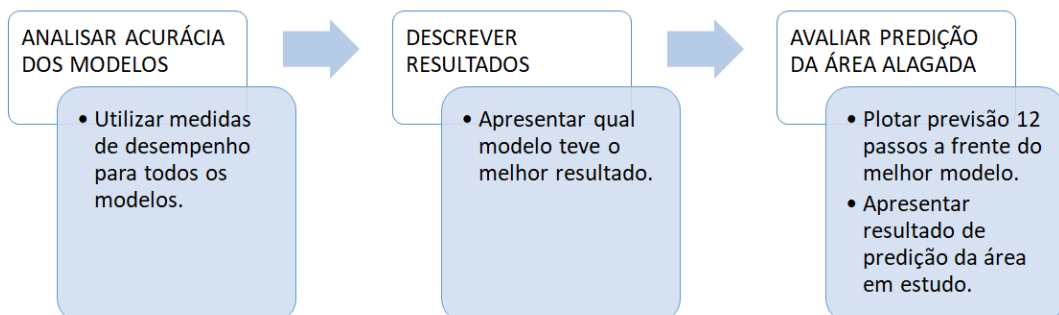 ANALISAR ACURÁCIA
DOS MODELOS
• Utilizar medidas
de desempenho
para todos os
modelos.
DESCREVER
RESULTADOS
• Apresentar qual
modelo teve o
melhor resultado.
AVALIAR PREDIÇÃO
DA ÁREA ALAGADA
• Plotar previsão 12
passos a frente do
melhor modelo.
• Apresentar
resultado de
predição da área
em estudo.